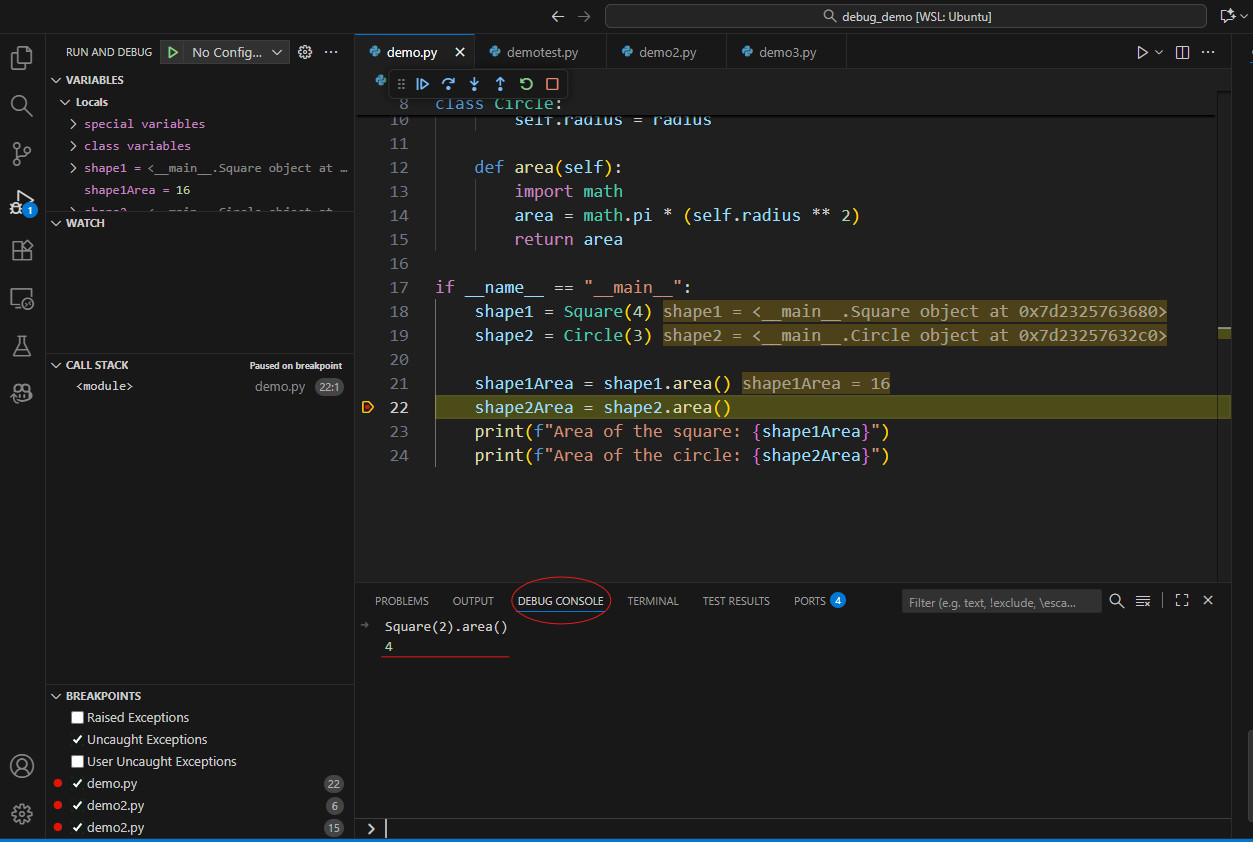 debug_demo [WSL: Ubuntu]
RUN AND DEBUG
No Config...
VARIABLES
Locals
special variables
class variables
shape1 = <__main__.Square object at …
shape1Area = 16
shape2 = <__main__.Circle object at
WATCH
CALL STACK
Paused on breakpoint
<module>
demo.py 22:1
BREAKPOINTS
Raised Exceptions
Uncaught Exceptions
User Uncaught Exceptions
demo.py 22
demo2.py 6
demo2.py 15
1
demo.py
demotest.py
demo2.py
demo3.py
8 class Circle:
10 self.radius = radius
11
12 def area(self):
13 import math
14 area = math.pi * (self.radius ** 2)
15 return area
16
17 if __name__ == "__main__":
18 shape1 = Square(4) shape1 = <__main__.Square object at 0x7d2325763680>
19 shape2 = Circle(3) shape2 = <__main__.Circle object at 0x7d23257632c0>
20
21 shape1Area = shape1.area() shape1Area = 16
22 shape2Area = shape2.area()
23 print(f"Area of the square: {shape1Area}")
24 print(f"Area of the circle: {shape2Area}")
PROBLEMS OUTPUT DEBUG CONSOLE TERMINAL TEST RESULTS PORTS 4
Filter (e.g. text, !exclude, \esca...
Square(2).area()
4